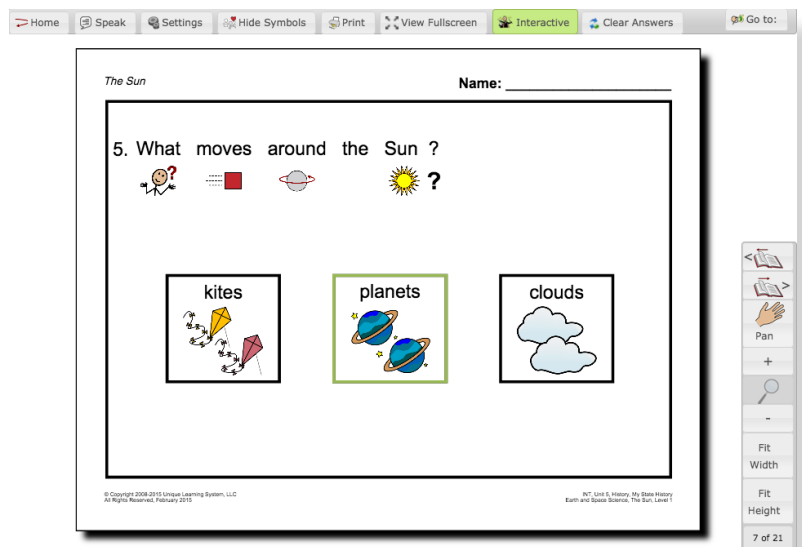 Home Speak Settings Hide Symbols Print View Fullscreen Interactive Clear Answers Go to:
The Sun
Name: ____________________
5. What moves around the Sun ?
?
?
kites planets clouds
<
>
Pan
+
-
Fit
Width
Fit
Height
7 of 21
© Copyright 2008-2015 Unique Learning System, LLC
All Rights Reserved, February 2015
INT, Unit 5, History, My State History
Earth and Space Science, The Sun, Level 1